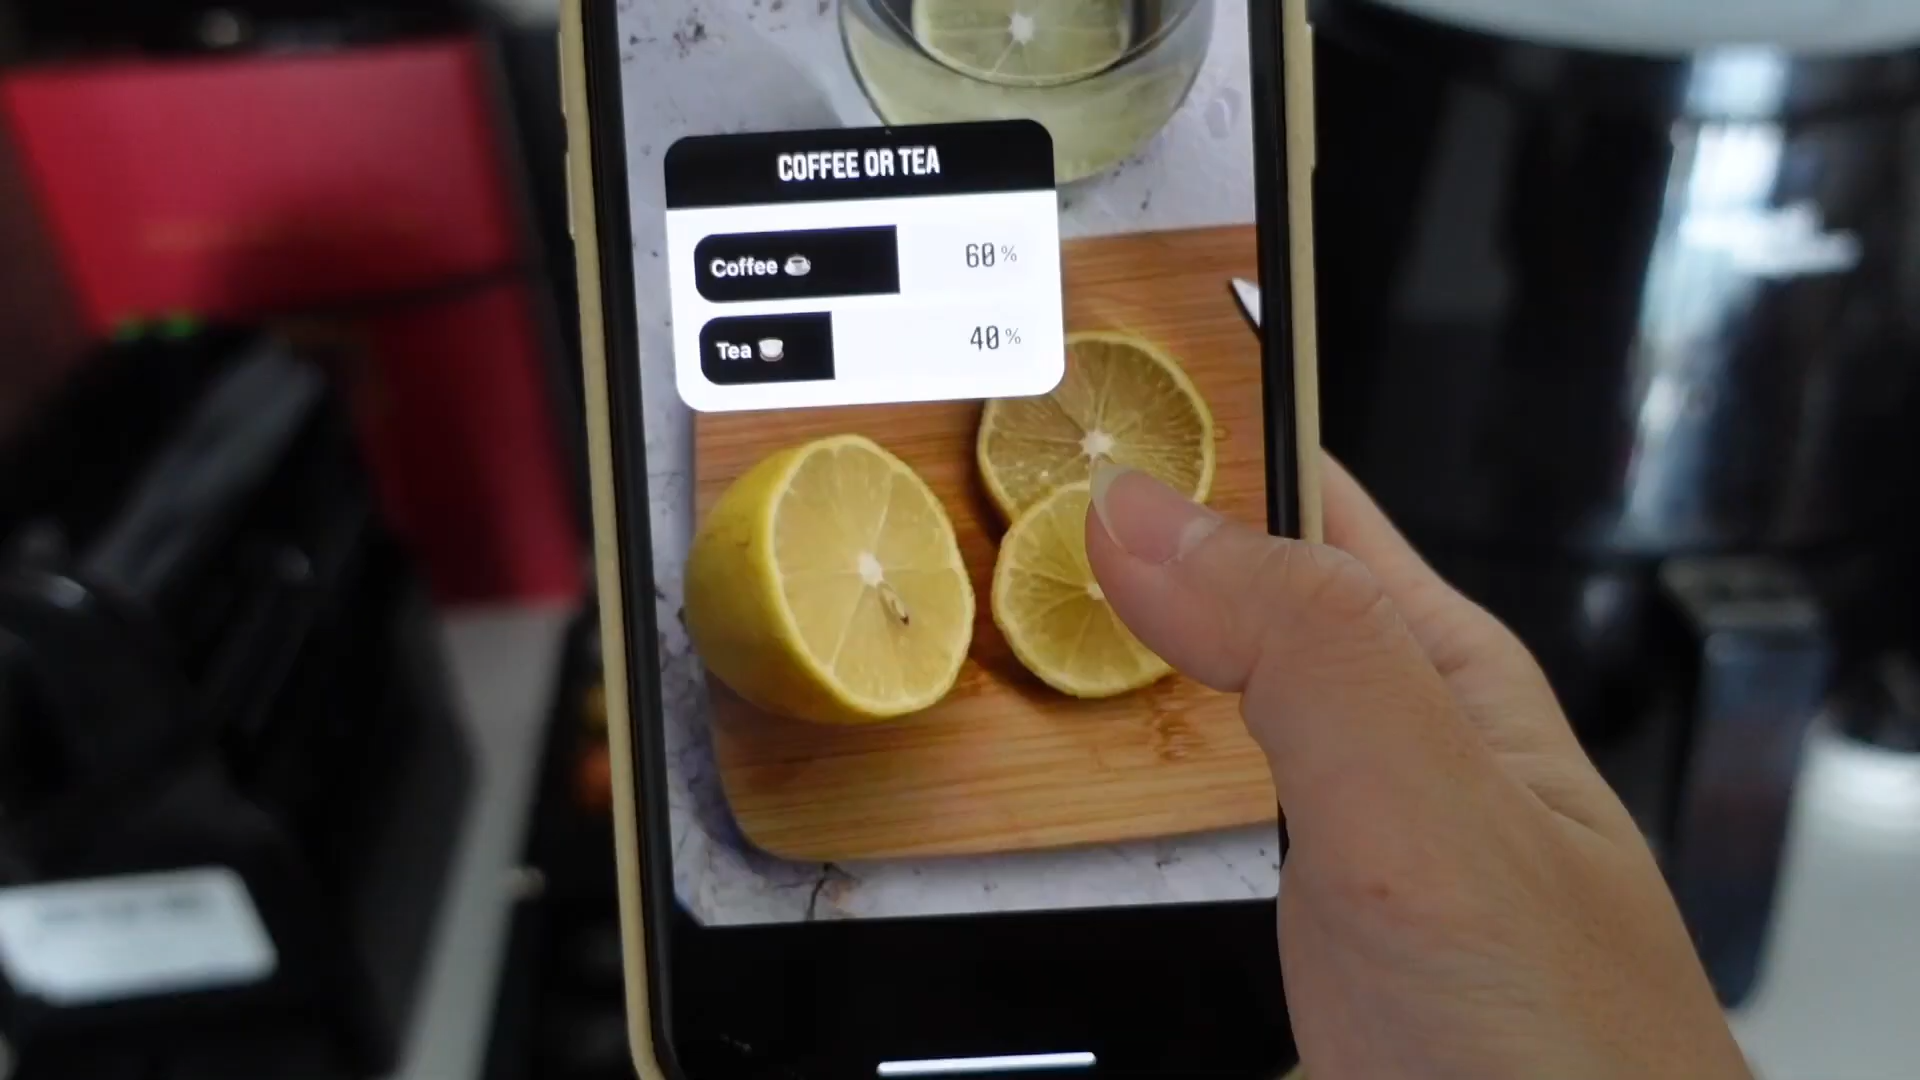 COFFEE OR TEA
Coffee ☕ 60%
Tea 🍵 40%